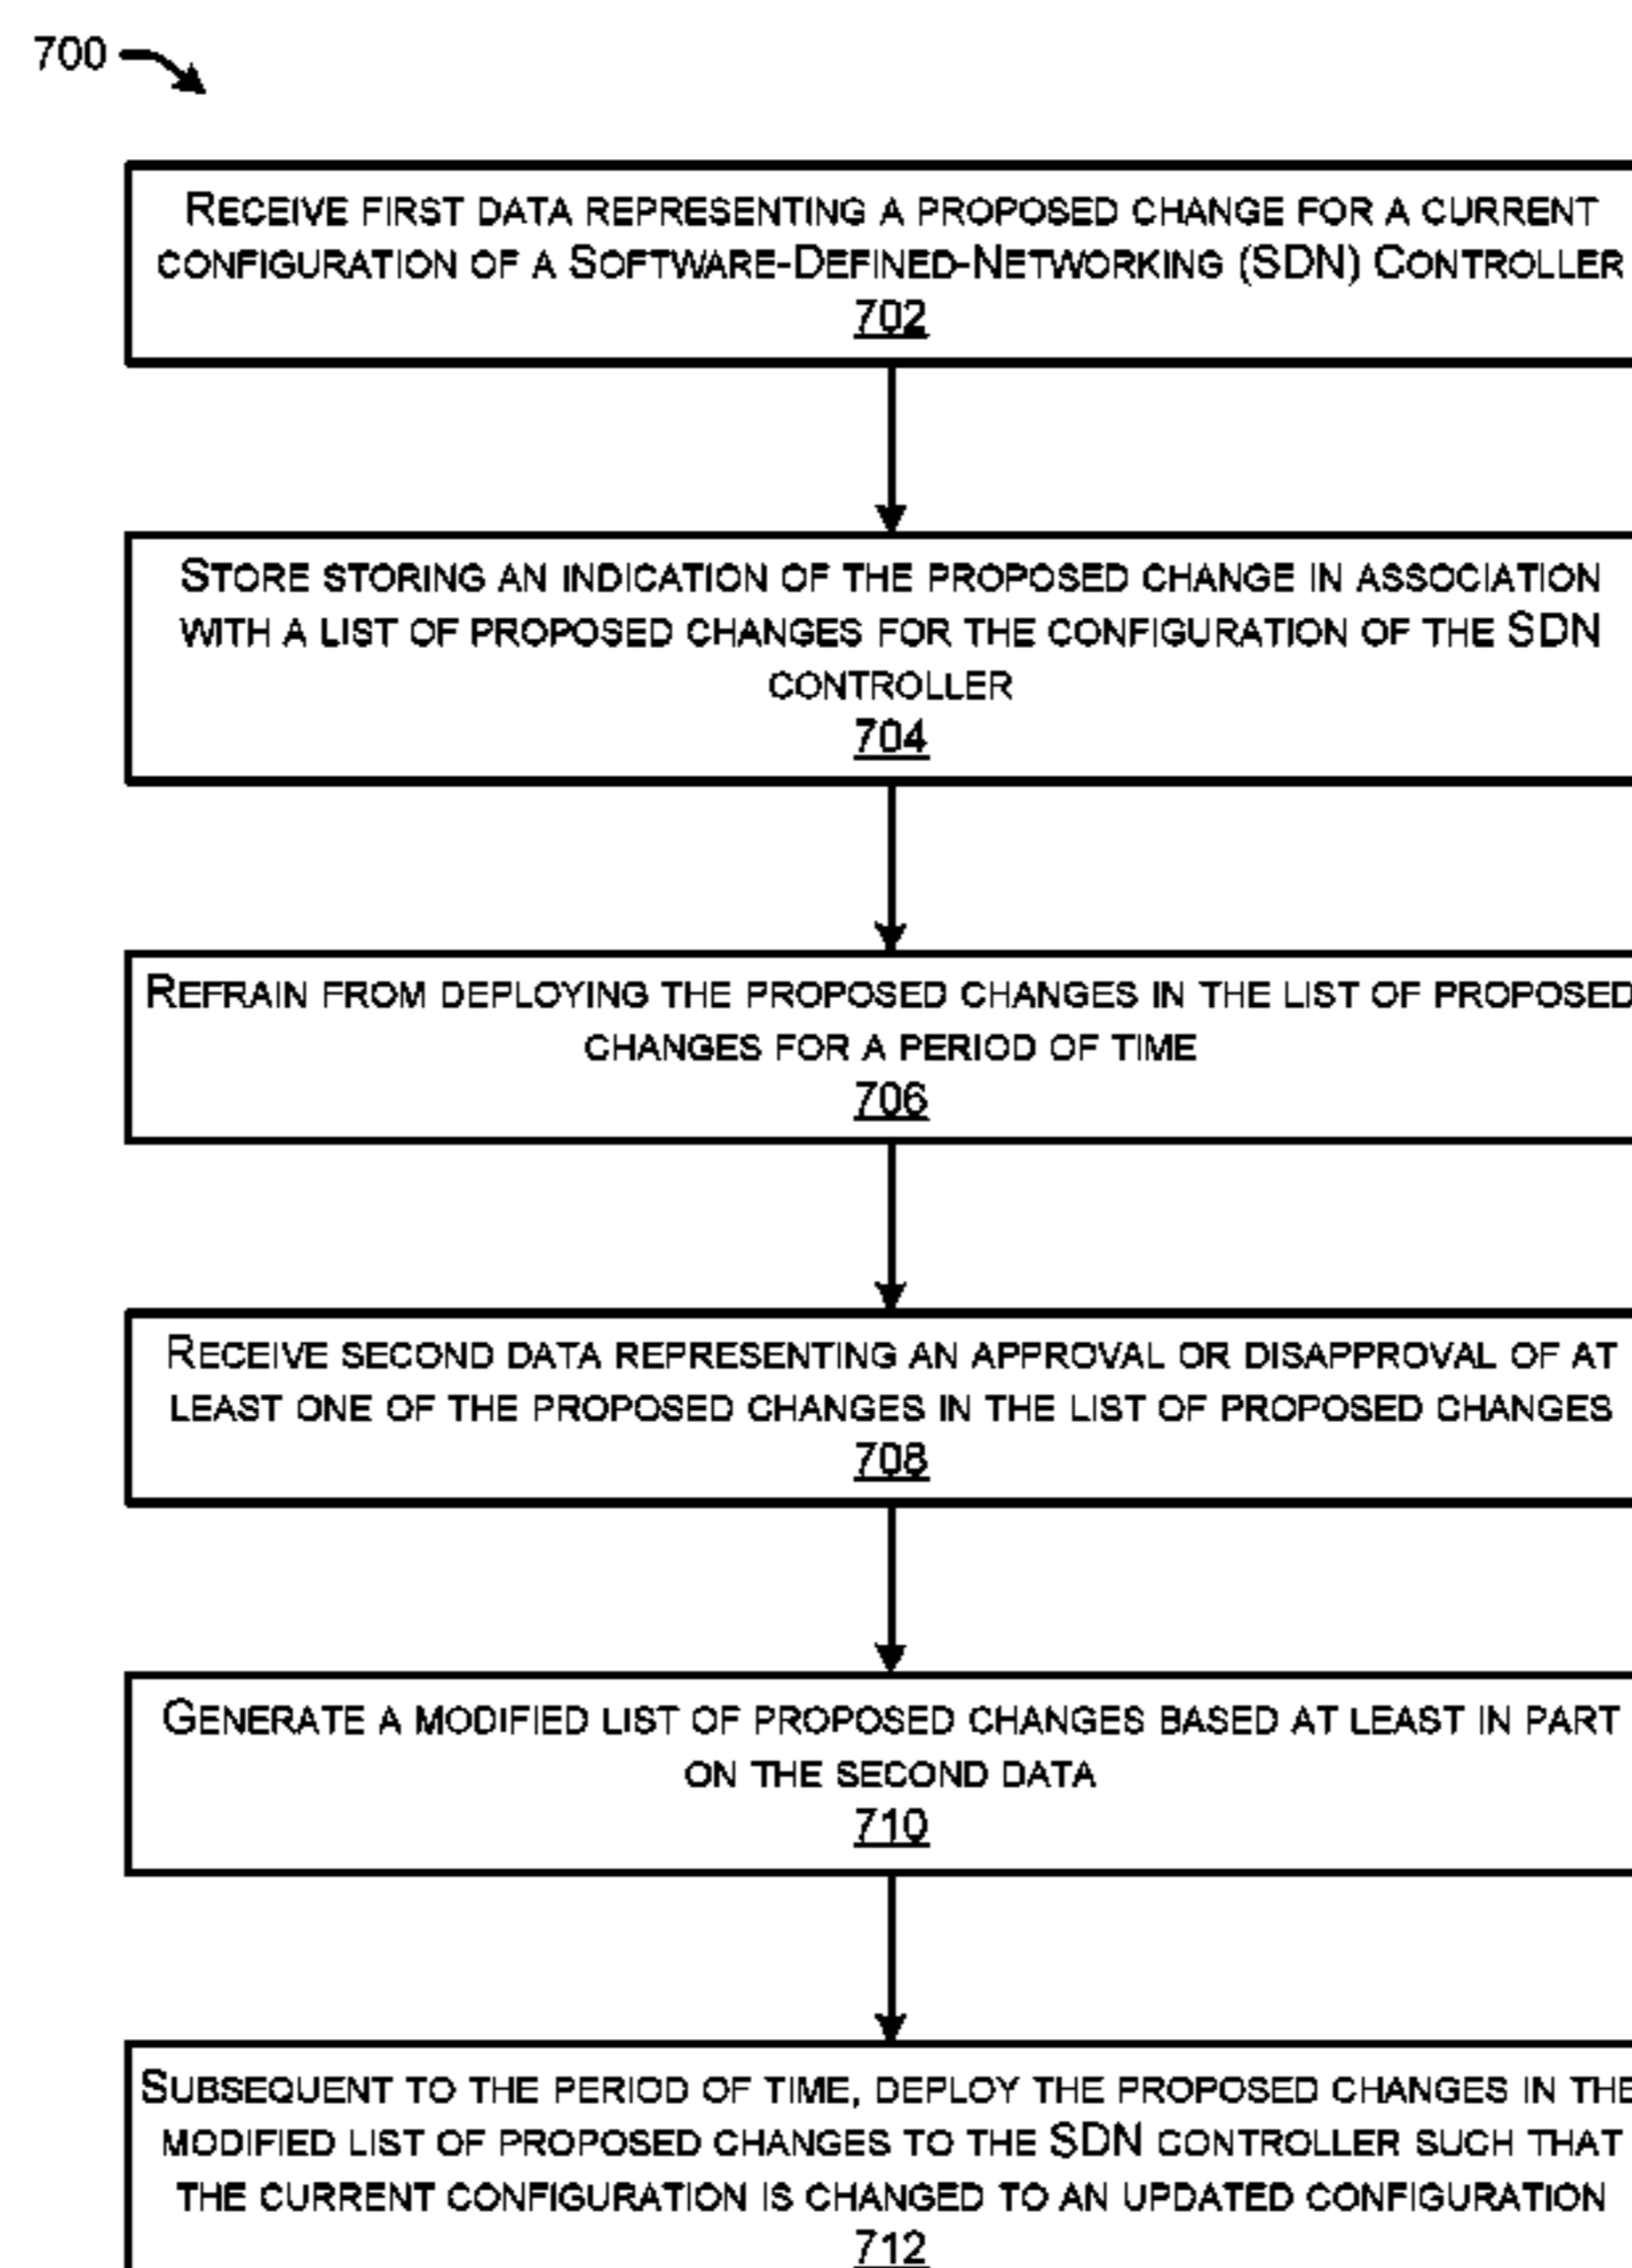 700
RECEIVE FIRST DATA REPRESENTING A PROPOSED CHANGE FOR A CURRENT
CONFIGURATION OF A SOFTWARE-DEFINED-NETWORKING (SDN) CONTROLLER
702
STORE STORING AN INDICATION OF THE PROPOSED CHANGE IN ASSOCIATION
WITH A LIST OF PROPOSED CHANGES FOR THE CONFIGURATION OF THE SDN
CONTROLLER
704
REFRAIN FROM DEPLOYING THE PROPOSED CHANGES IN THE LIST OF PROPOSED
CHANGES FOR A PERIOD OF TIME
706
RECEIVE SECOND DATA REPRESENTING AN APPROVAL OR DISAPPROVAL OF AT
LEAST ONE OF THE PROPOSED CHANGES IN THE LIST OF PROPOSED CHANGES
708
GENERATE A MODIFIED LIST OF PROPOSED CHANGES BASED AT LEAST IN PART
ON THE SECOND DATA
710
SUBSEQUENT TO THE PERIOD OF TIME, DEPLOY THE PROPOSED CHANGES IN THE
MODIFIED LIST OF PROPOSED CHANGES TO THE SDN CONTROLLER SUCH THAT
THE CURRENT CONFIGURATION IS CHANGED TO AN UPDATED CONFIGURATION
712